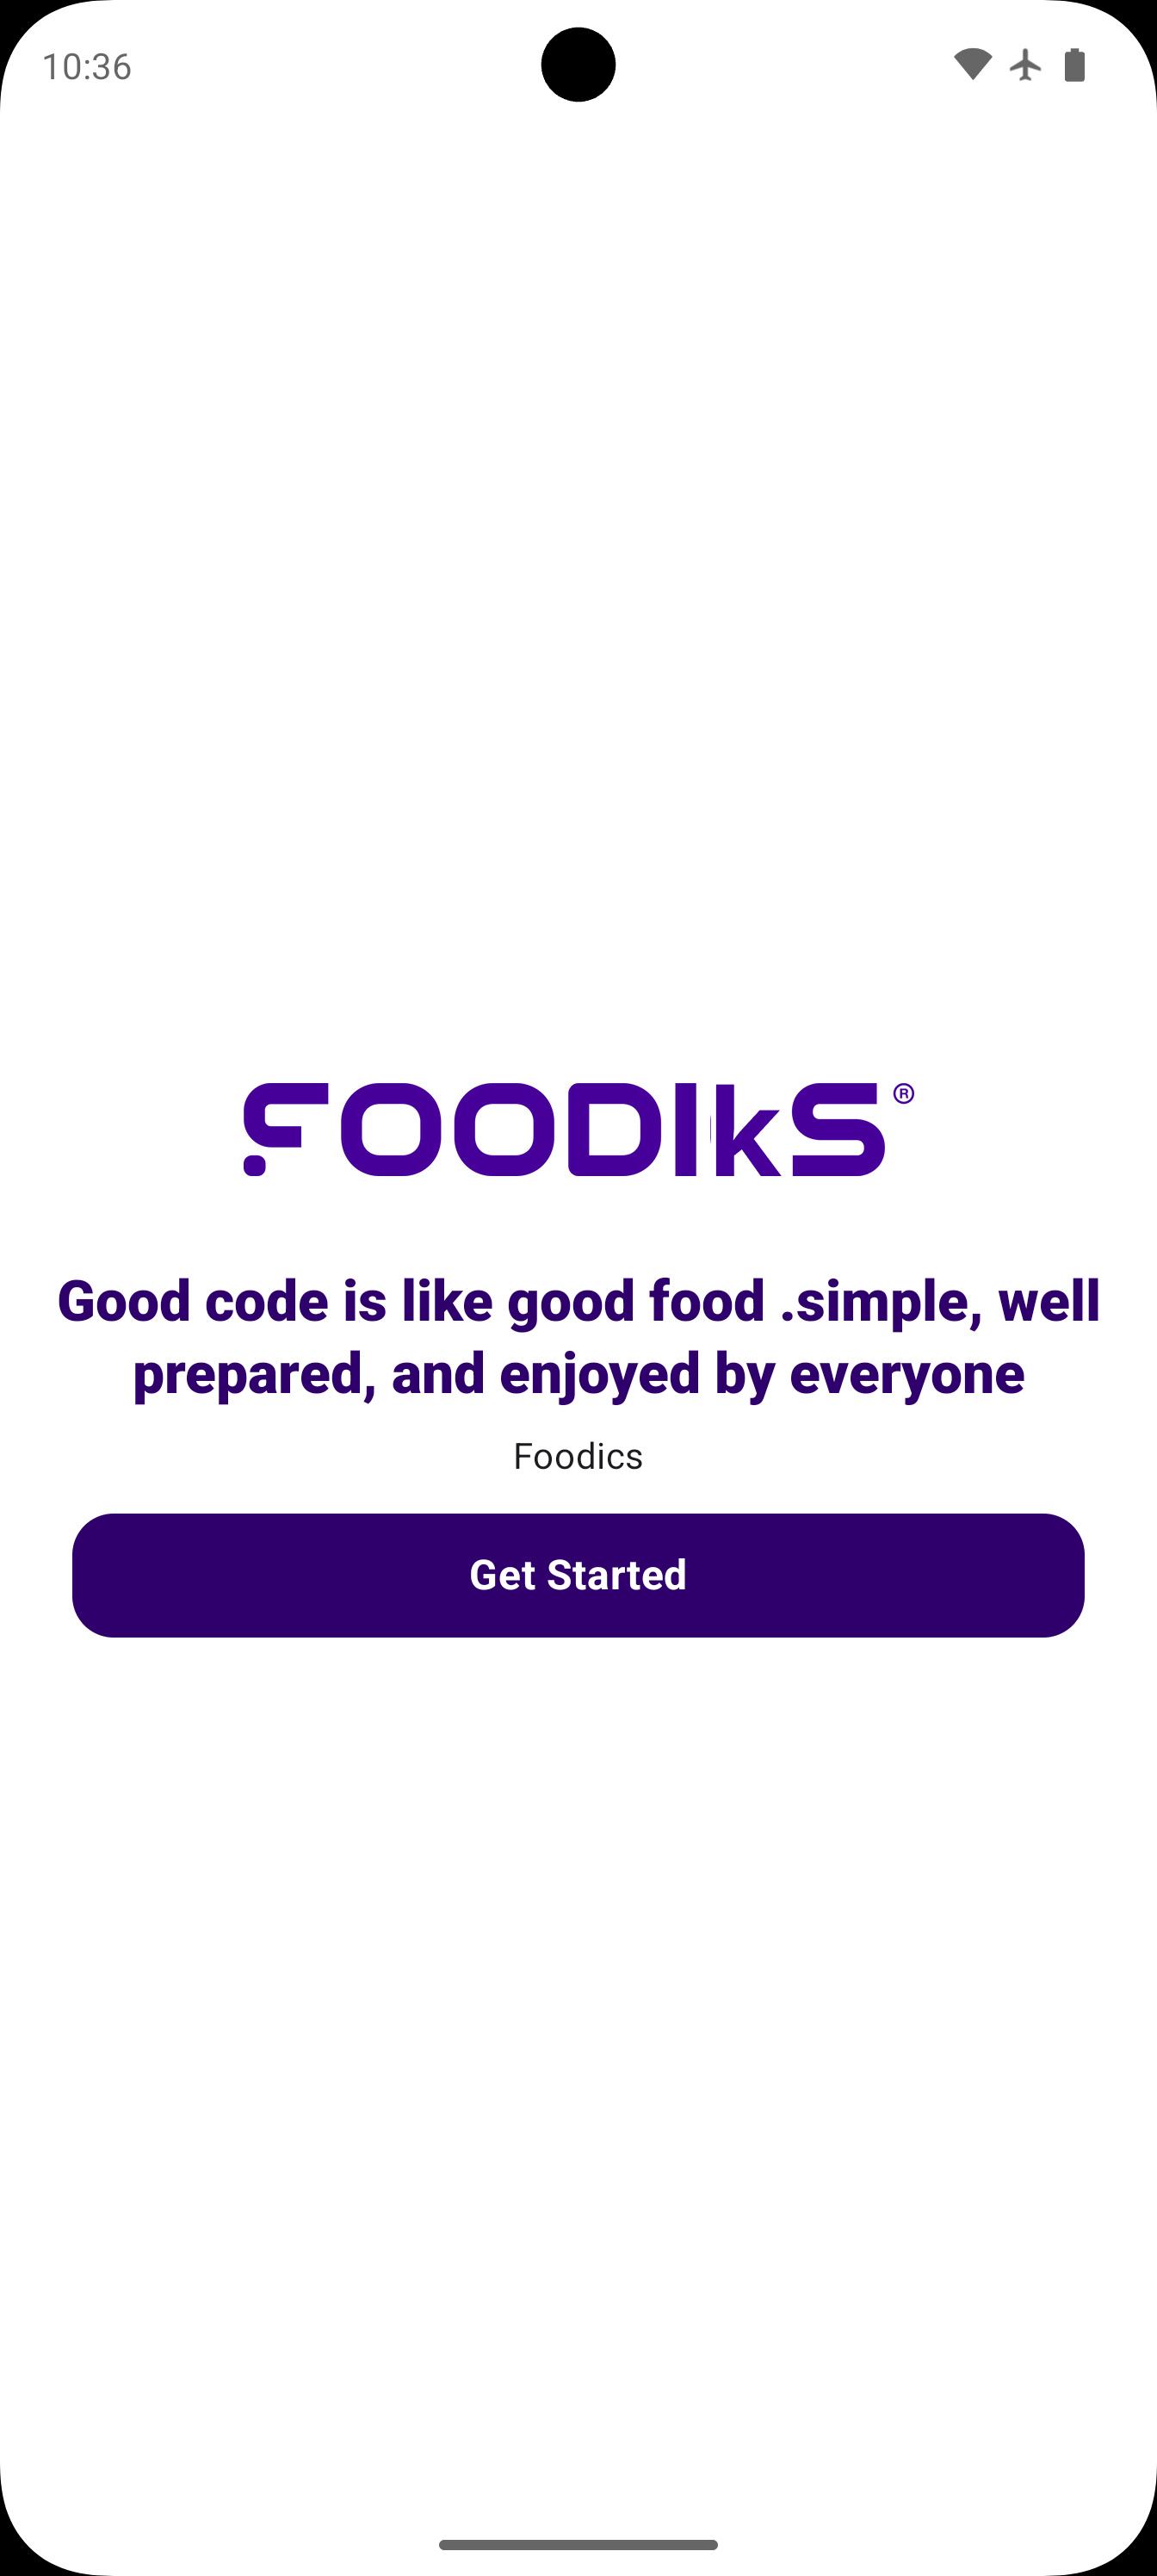 10:36
FOODIkS®
Good code is like good food .simple, well
prepared, and enjoyed by everyone
Foodics
Get Started